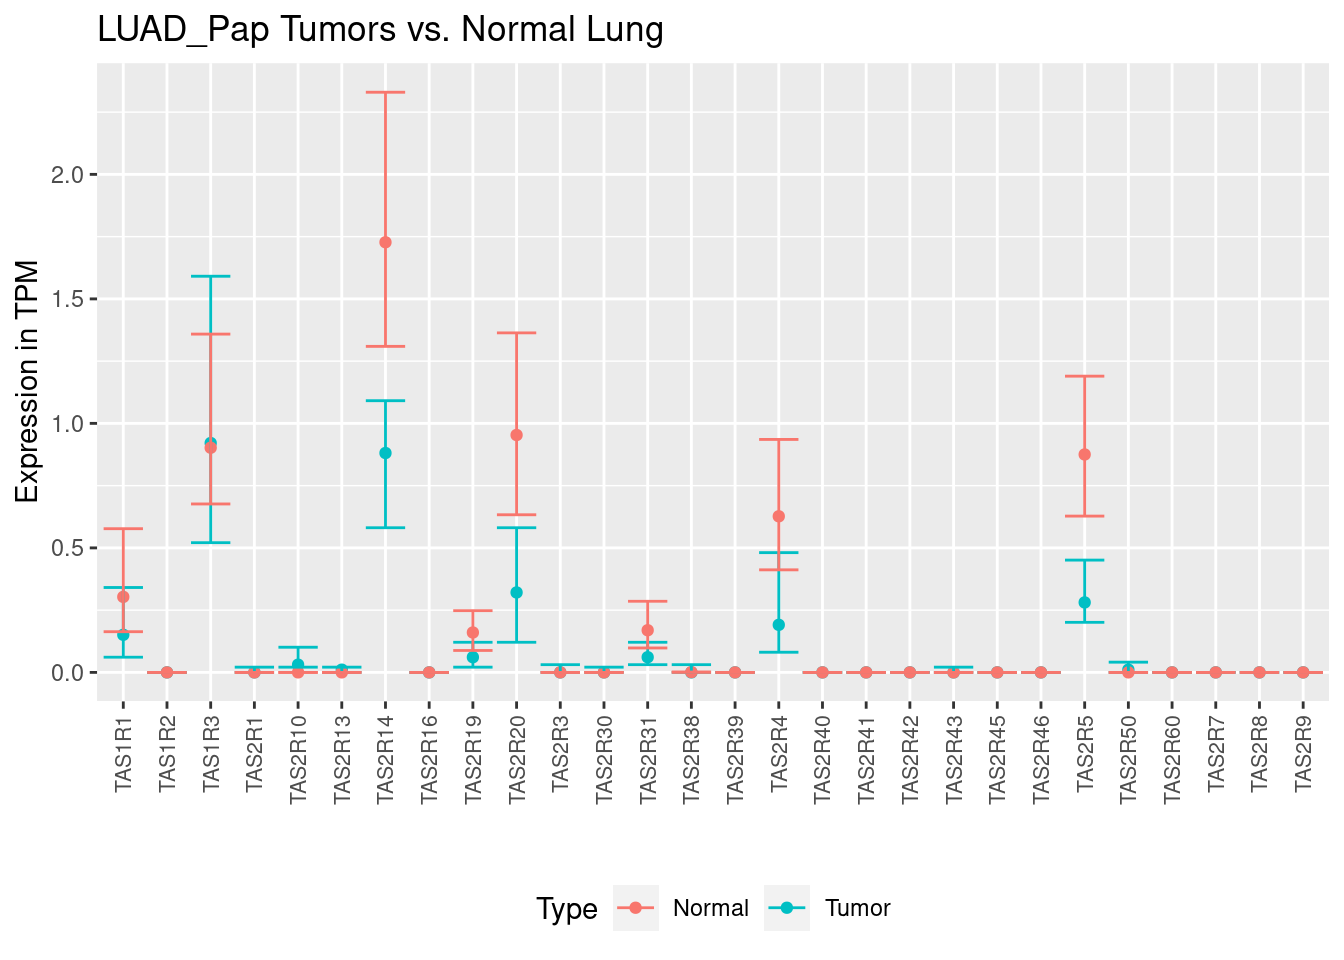 LUAD_Pap Tumors vs. Normal Lung
Expression in TPM
2.0
1.5
1.0
0.5
0.0
TAS1R1
TAS1R2
TAS1R3
TAS2R1
TAS2R10
TAS2R13
TAS2R14
TAS2R16
TAS2R19
TAS2R20
TAS2R3
TAS2R30
TAS2R31
TAS2R38
TAS2R39
TAS2R4
TAS2R40
TAS2R41
TAS2R42
TAS2R43
TAS2R45
TAS2R46
TAS2R5
TAS2R50
TAS2R60
TAS2R7
TAS2R8
TAS2R9
Type Normal Tumor